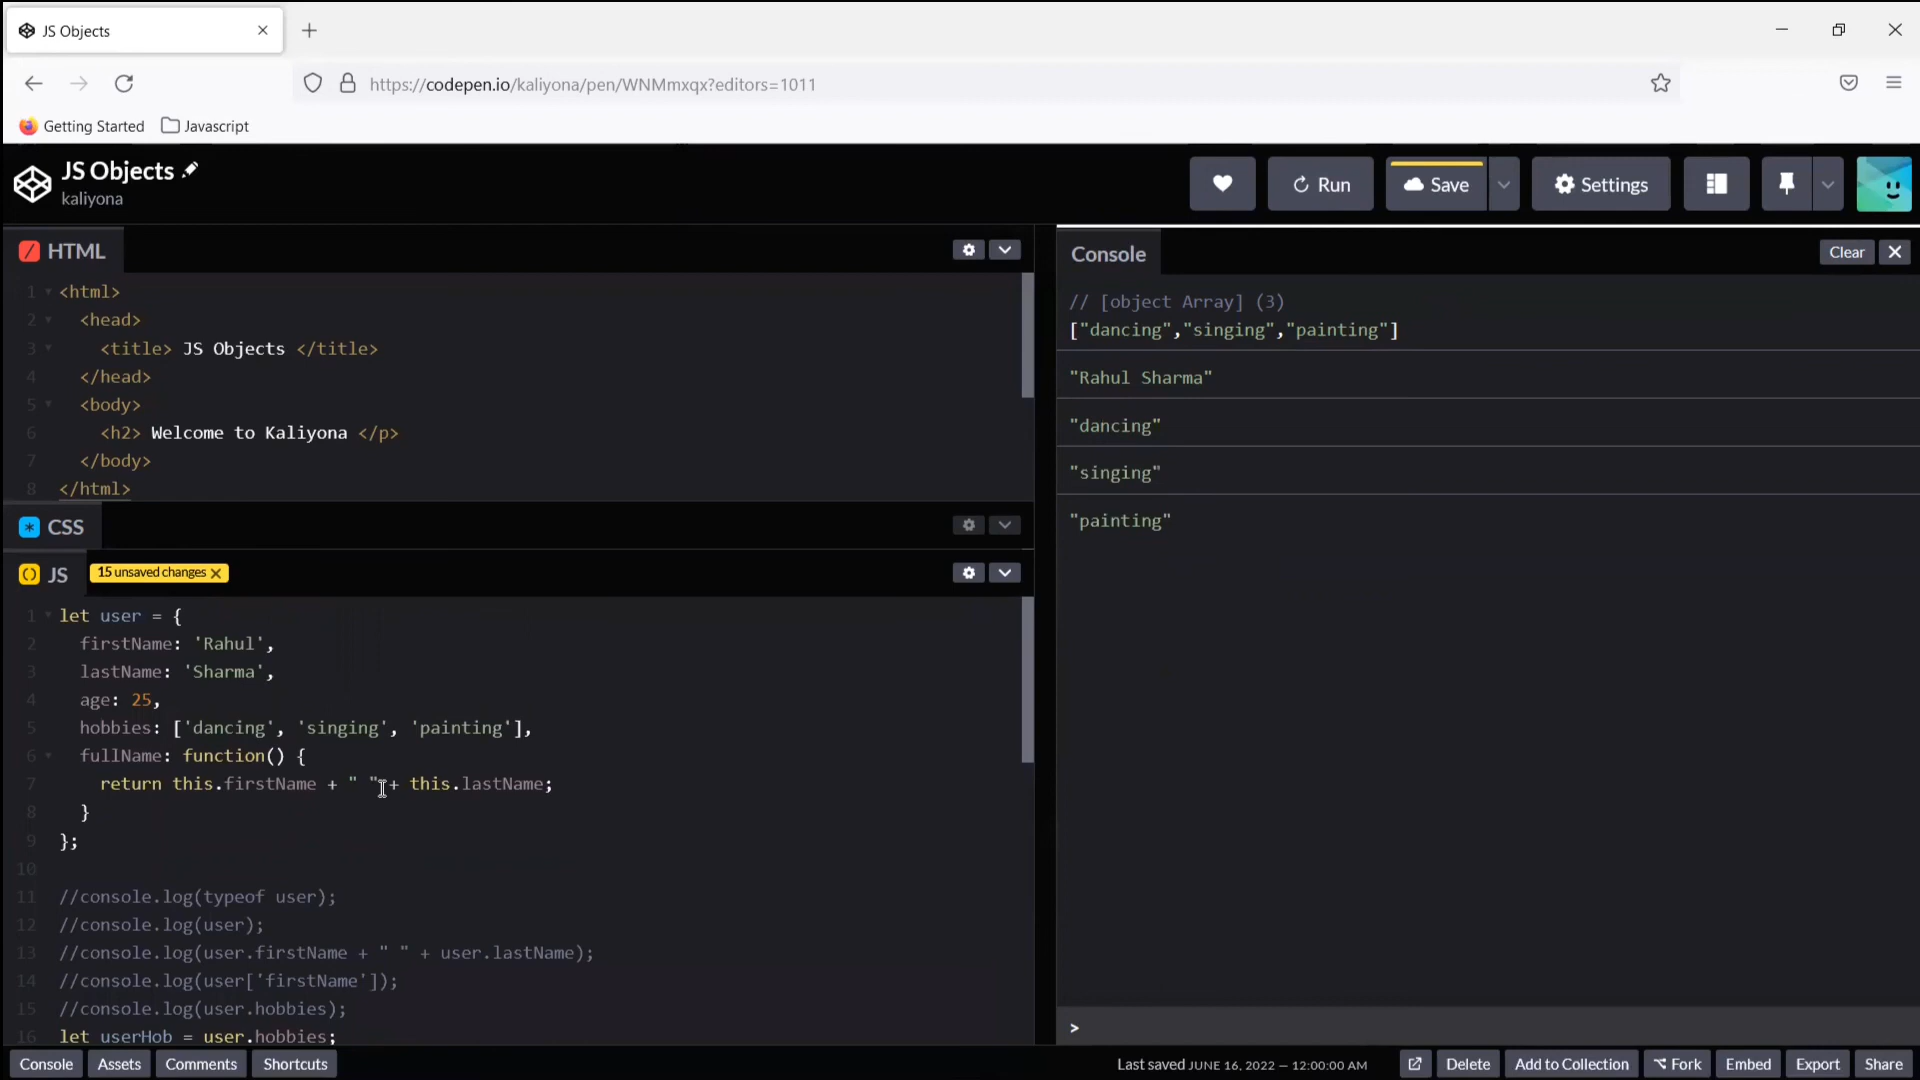 JS Objects
https://codepen.io/kaliyona/pen/WNMmxqx?editors=1011
Getting Started Javascript
JS Objects
kaliyona
Run Save Settings
HTML
1 <html>
2 <head>
3 <title> JS Objects </title>
4 </head>
5 <body>
6 <h2> Welcome to Kaliyona </p>
7 </body>
8 </html>
CSS
JS 15 unsaved changes
1 let user = {
2 firstName: 'Rahul',
3 lastName: 'Sharma',
4 age: 25,
5 hobbies: ['dancing', 'singing', 'painting'],
6 fullName: function() {
7 return this.firstName + " " + this.lastName;
8 }
9 };
10
11 //console.log(typeof user);
12 //console.log(user);
13 //console.log(user.firstName + " " + user.lastName);
14 //console.log(user['firstName']);
15 //console.log(user.hobbies);
16 let userHob = user.hobbies;
Console Clear
// [object Array] (3)
["dancing","singing","painting"]
"Rahul Sharma"
"dancing"
"singing"
"painting"
>
Console Assets Comments Shortcuts Last saved JUNE 16, 2022 — 12:00:00 AM Delete Add to Collection Fork Embed Export Share